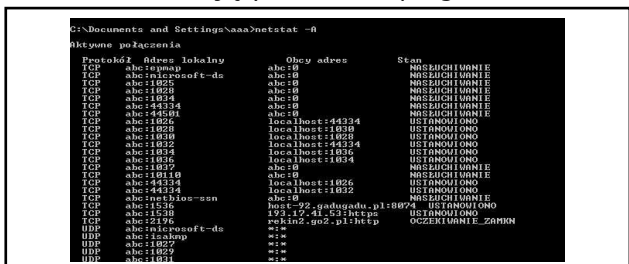 C:\Documents and Settings\aaa>netstat -A
Aktywne połączenia
Protokół Adres lokalny Obcy adres Stan
TCP abc:epmap abc:0 NASŁUCHIWANIE
TCP abc:microsoft-ds abc:0 NASŁUCHIWANIE
TCP abc:1025 abc:0 NASŁUCHIWANIE
TCP abc:1028 abc:0 NASŁUCHIWANIE
TCP abc:1034 abc:0 NASŁUCHIWANIE
TCP abc:44334 abc:0 NASŁUCHIWANIE
TCP abc:44501 abc:0 NASŁUCHIWANIE
TCP abc:1026 localhost:44334 USTANOWIONO
TCP abc:1028 localhost:1030 USTANOWIONO
TCP abc:1030 localhost:1028 USTANOWIONO
TCP abc:1032 localhost:44334 USTANOWIONO
TCP abc:1034 localhost:1036 USTANOWIONO
TCP abc:1036 localhost:1034 USTANOWIONO
TCP abc:1037 abc:0 NASŁUCHIWANIE
TCP abc:10110 abc:0 NASŁUCHIWANIE
TCP abc:44334 localhost:1026 USTANOWIONO
TCP abc:44334 localhost:1032 USTANOWIONO
TCP abc:netbios-ssn abc:0 NASŁUCHIWANIE
TCP abc:1536 host-92.gadugadu.pl:8074 USTANOWIONO
TCP abc:1538 193.17.41.53:https USTANOWIONO
TCP abc:2196 rekin2.go2.pl:http OCZEKIWANIE_ZAMKN
UDP abc:microsoft-ds *:*
UDP abc:isakmp *:*
UDP abc:1027 *:*
UDP abc:1029 *:*
UDP abc:1031 *:*